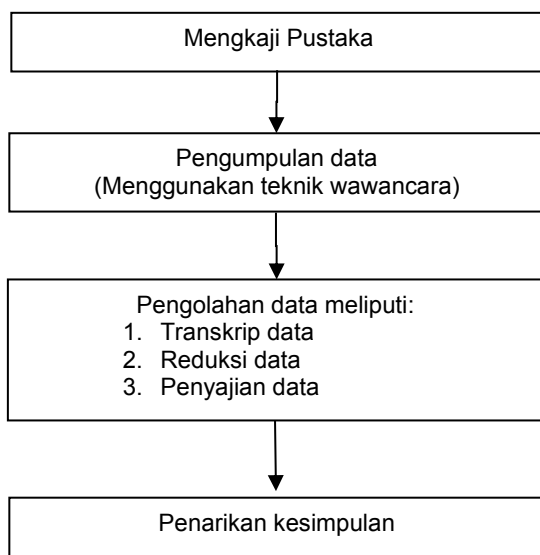 Mengkaji Pustaka
Pengumpulan data
(Menggunakan teknik wawancara)
Pengolahan data meliputi:
1. Transkrip data
2. Reduksi data
3. Penyajian data
Penarikan kesimpulan